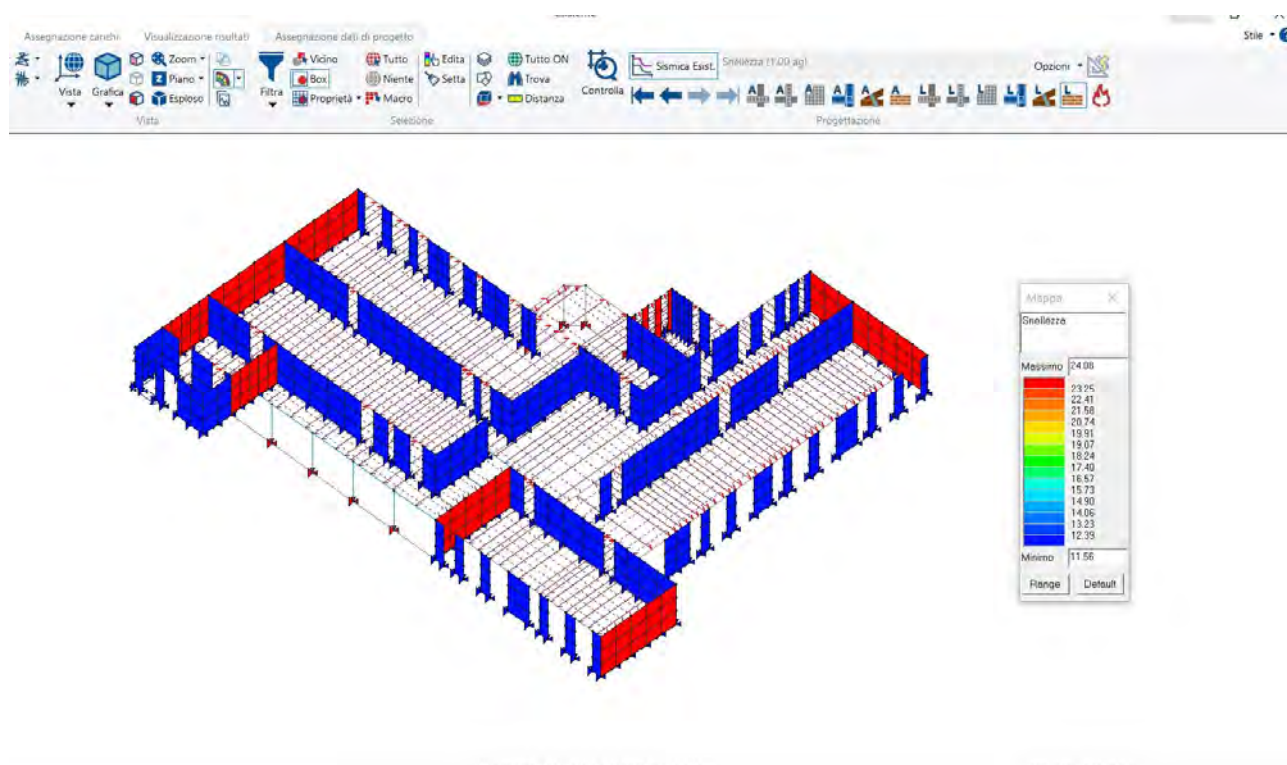 Assegnazione carichi Visualizzazione risultati Assegnazione dati di progetto
Stile
Zoom Vicino Tutto Edita Tutto ON Sismica Esist. Snellezza (1.00 ag) Opzioni
Vista Grafica Piano Filtra Box Niente Setta Trova Controlla
Esploso Proprietà Macro Distanza
Vista Selezione Progettazione
Mappa
Snellezza
Massimo 24.08
23.25
22.41
21.58
20.74
19.91
19.07
18.24
17.40
16.57
15.73
14.90
14.06
13.23
12.39
Minimo 11.56
Range Default